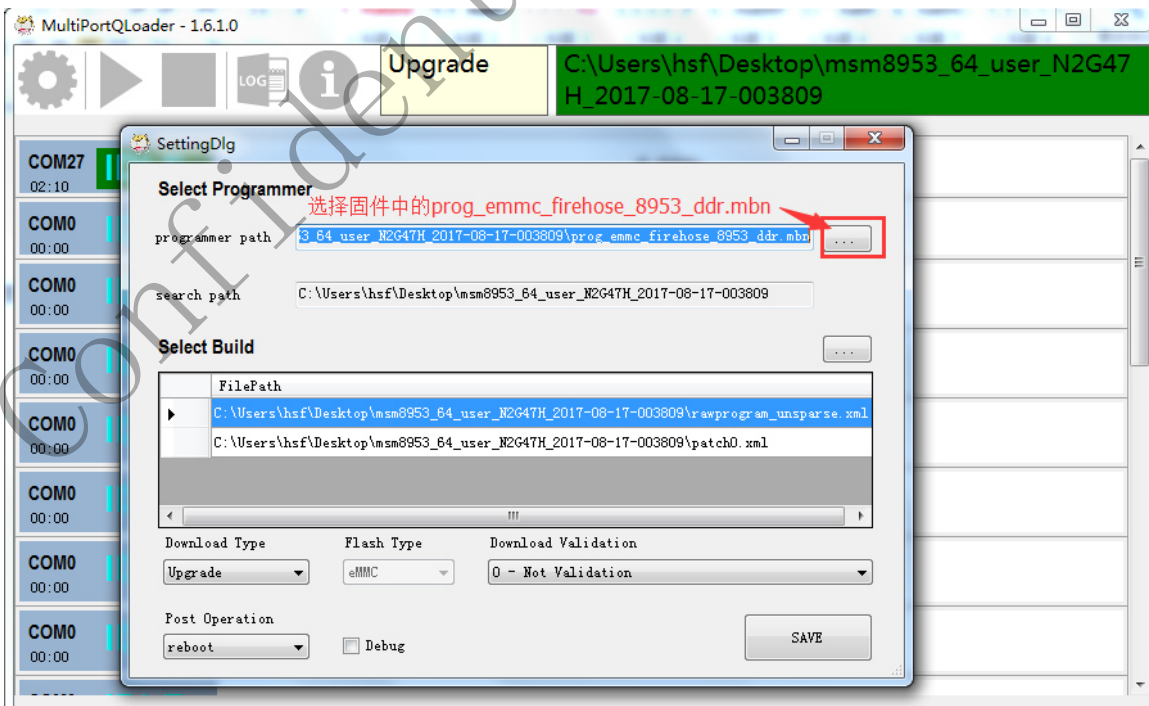 MultiPortQLoader - 1.6.1.0
LOG
Upgrade
C:\Users\hsf\Desktop\msm8953_64_user_N2G47
H_2017-08-17-003809
SettingDlg
COM27
02:10
Select Programmer
选择固件中的prog_emmc_firehose_8953_ddr.mbn
COM0
00:00
programmer path
3_64_user_N2G47H_2017-08-17-003809\prog_emmc_firehose_8953_ddr.mbn
...
COM0
00:00
search path
C:\Users\hsf\Desktop\msm8953_64_user_N2G47H_2017-08-17-003809
COM0
00:00
Select Build
...
FilePath
C:\Users\hsf\Desktop\msm8953_64_user_N2G47H_2017-08-17-003809\rawprogram_unsparse.xml
COM0
00:00
C:\Users\hsf\Desktop\msm8953_64_user_N2G47H_2017-08-17-003809\patch0.xml
COM0
00:00
Download Type
Flash Type
Download Validation
COM0
00:00
Upgrade
eMMC
0 - Not Validation
Post Operation
COM0
00:00
reboot
Debug
SAVE
Confident